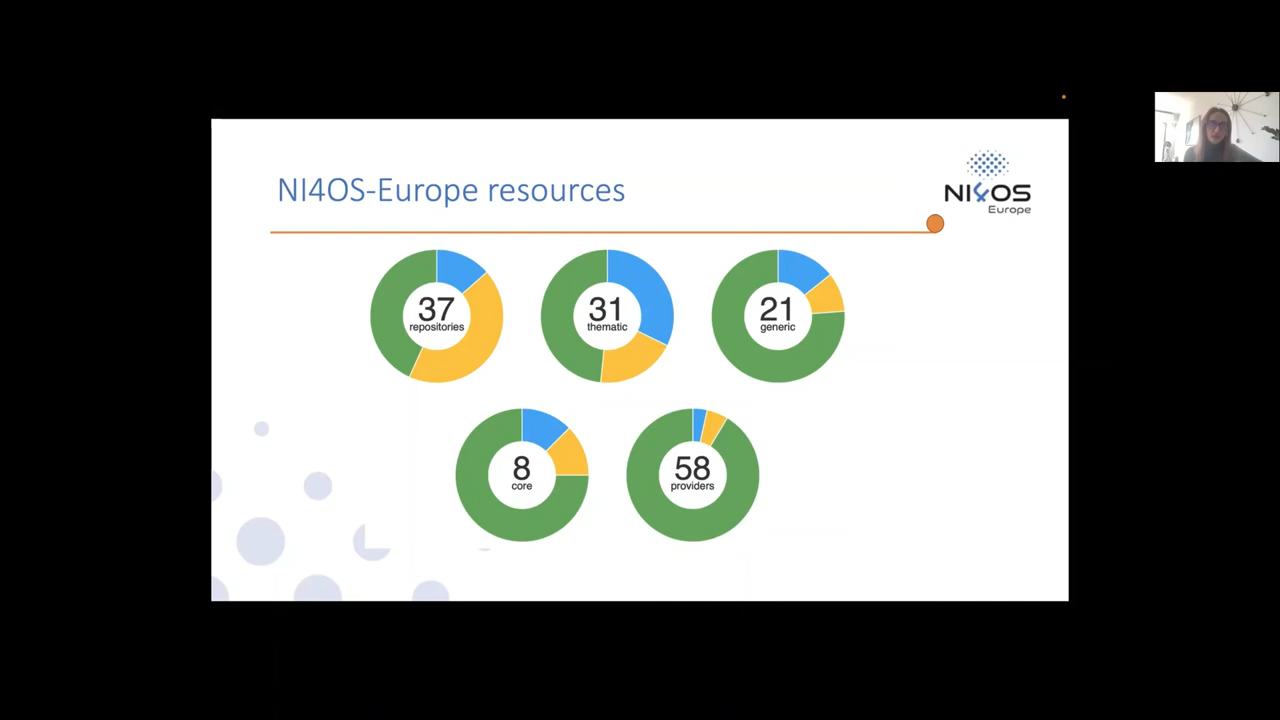 NI4OS-Europe resources
NI4OS
Europe
37
repositories
31
thematic
21
generic
8
core
58
providers